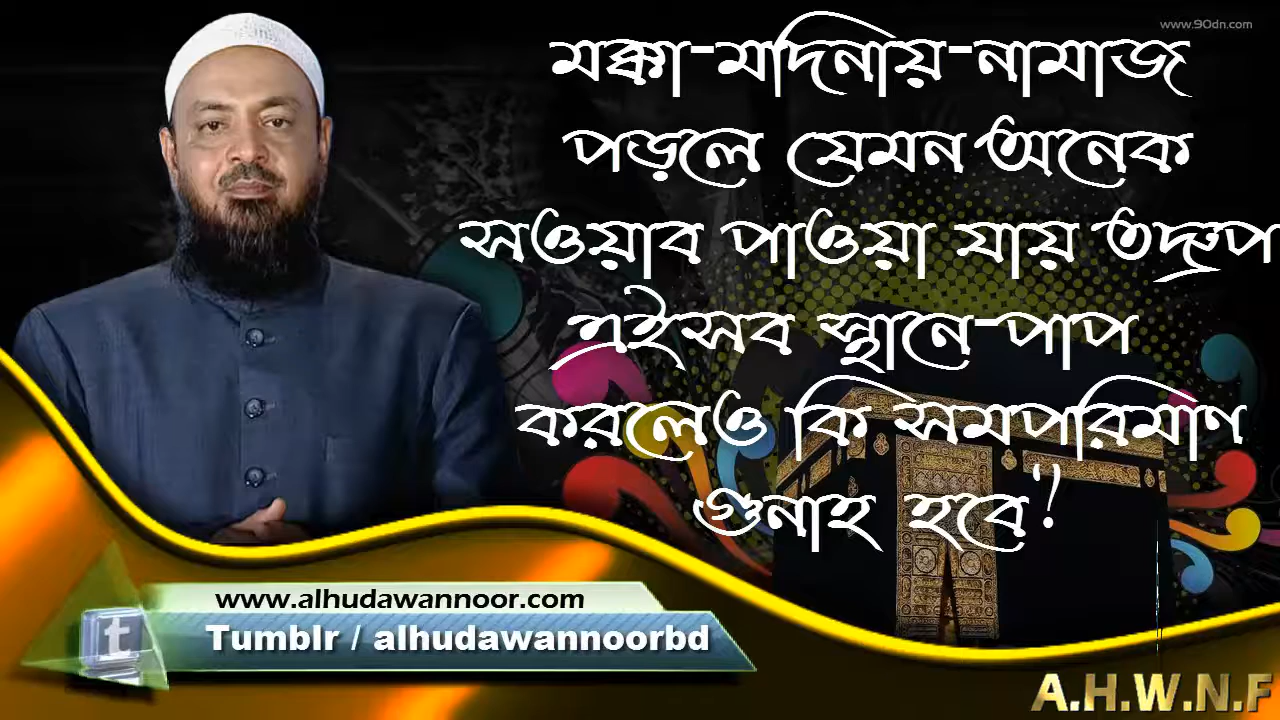 www.90dn.com
মক্কা-মদিনায়-নামাজ
পড়লে যেমন অনেক
সওয়াব পাওয়া যায় তদ্রুপ
এইসব স্থানে-পাপ
করলেও কি সমপরিমাণ
গুনাহ হবে?
www.alhudawannoor.com
t
Tumblr / alhudawannoorbd
A.H.W.N.F